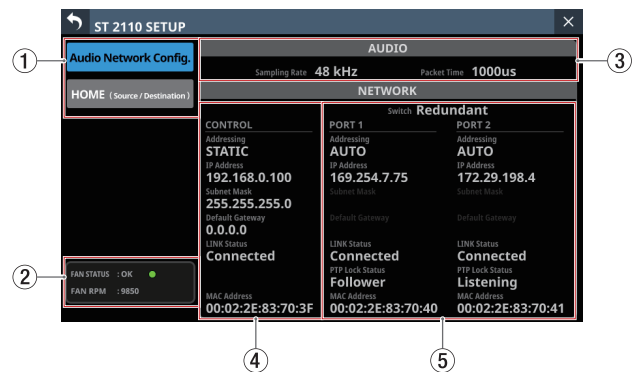 ST 2110 SETUP
×
①
Audio Network Config.
HOME ( Source / Destination )
AUDIO
Sampling Rate 48 kHz Packet Time 1000us
③
NETWORK
Switch Redundant
CONTROL PORT 1 PORT 2
Addressing Addressing Addressing
STATIC AUTO AUTO
IP Address IP Address IP Address
192.168.0.100 169.254.7.75 172.29.198.4
Subnet Mask Subnet Mask Subnet Mask
255.255.255.0
Default Gateway Default Gateway Default Gateway
0.0.0.0
LINK Status LINK Status LINK Status
Connected Connected Connected
PTP Lock Status PTP Lock Status
Follower Listening
MAC Address MAC Address MAC Address
00:02:2E:83:70:3F 00:02:2E:83:70:40 00:02:2E:83:70:41
②
FAN STATUS : OK
FAN RPM : 9850
④ ⑤